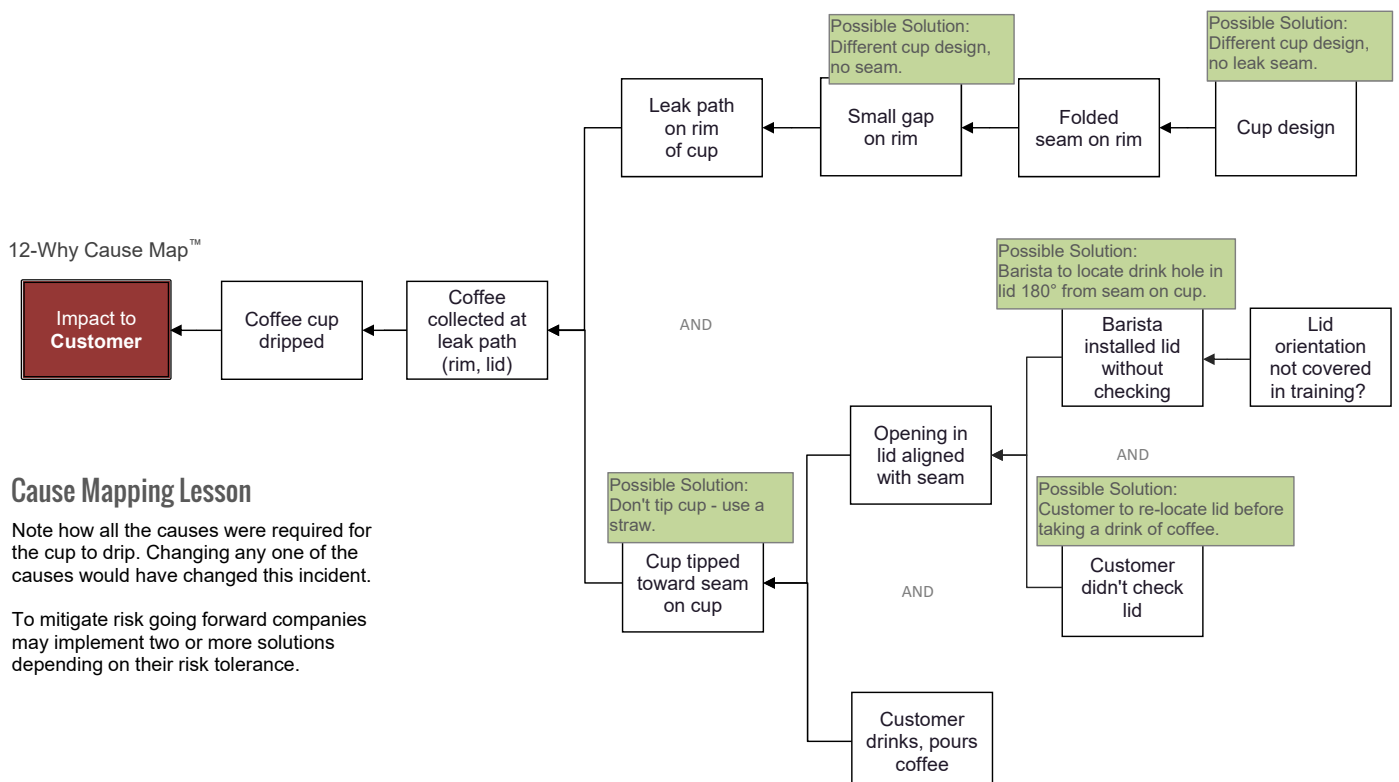 Possible Solution:
Different cup design,
no seam.
Possible Solution:
Different cup design,
no leak seam.
Leak path
on rim
of cup
Small gap
on rim
Folded
seam on rim
Cup design
12-Why Cause Map™
Impact to
Customer
Coffee cup
dripped
Coffee
collected at
leak path
(rim, lid)
AND
Possible Solution:
Barista to locate drink hole in
lid 180° from seam on cup.
Barista
installed lid
without
checking
Lid
orientation
not covered
in training?
Opening in
lid aligned
with seam
AND
Cause Mapping Lesson
Note how all the causes were required for
the cup to drip. Changing any one of the
causes would have changed this incident.
To mitigate risk going forward companies
may implement two or more solutions
depending on their risk tolerance.
Possible Solution:
Don't tip cup - use a
straw.
Cup tipped
toward seam
on cup
Possible Solution:
Customer to re-locate lid before
taking a drink of coffee.
Customer
didn't check
lid
AND
Customer
drinks, pours
coffee